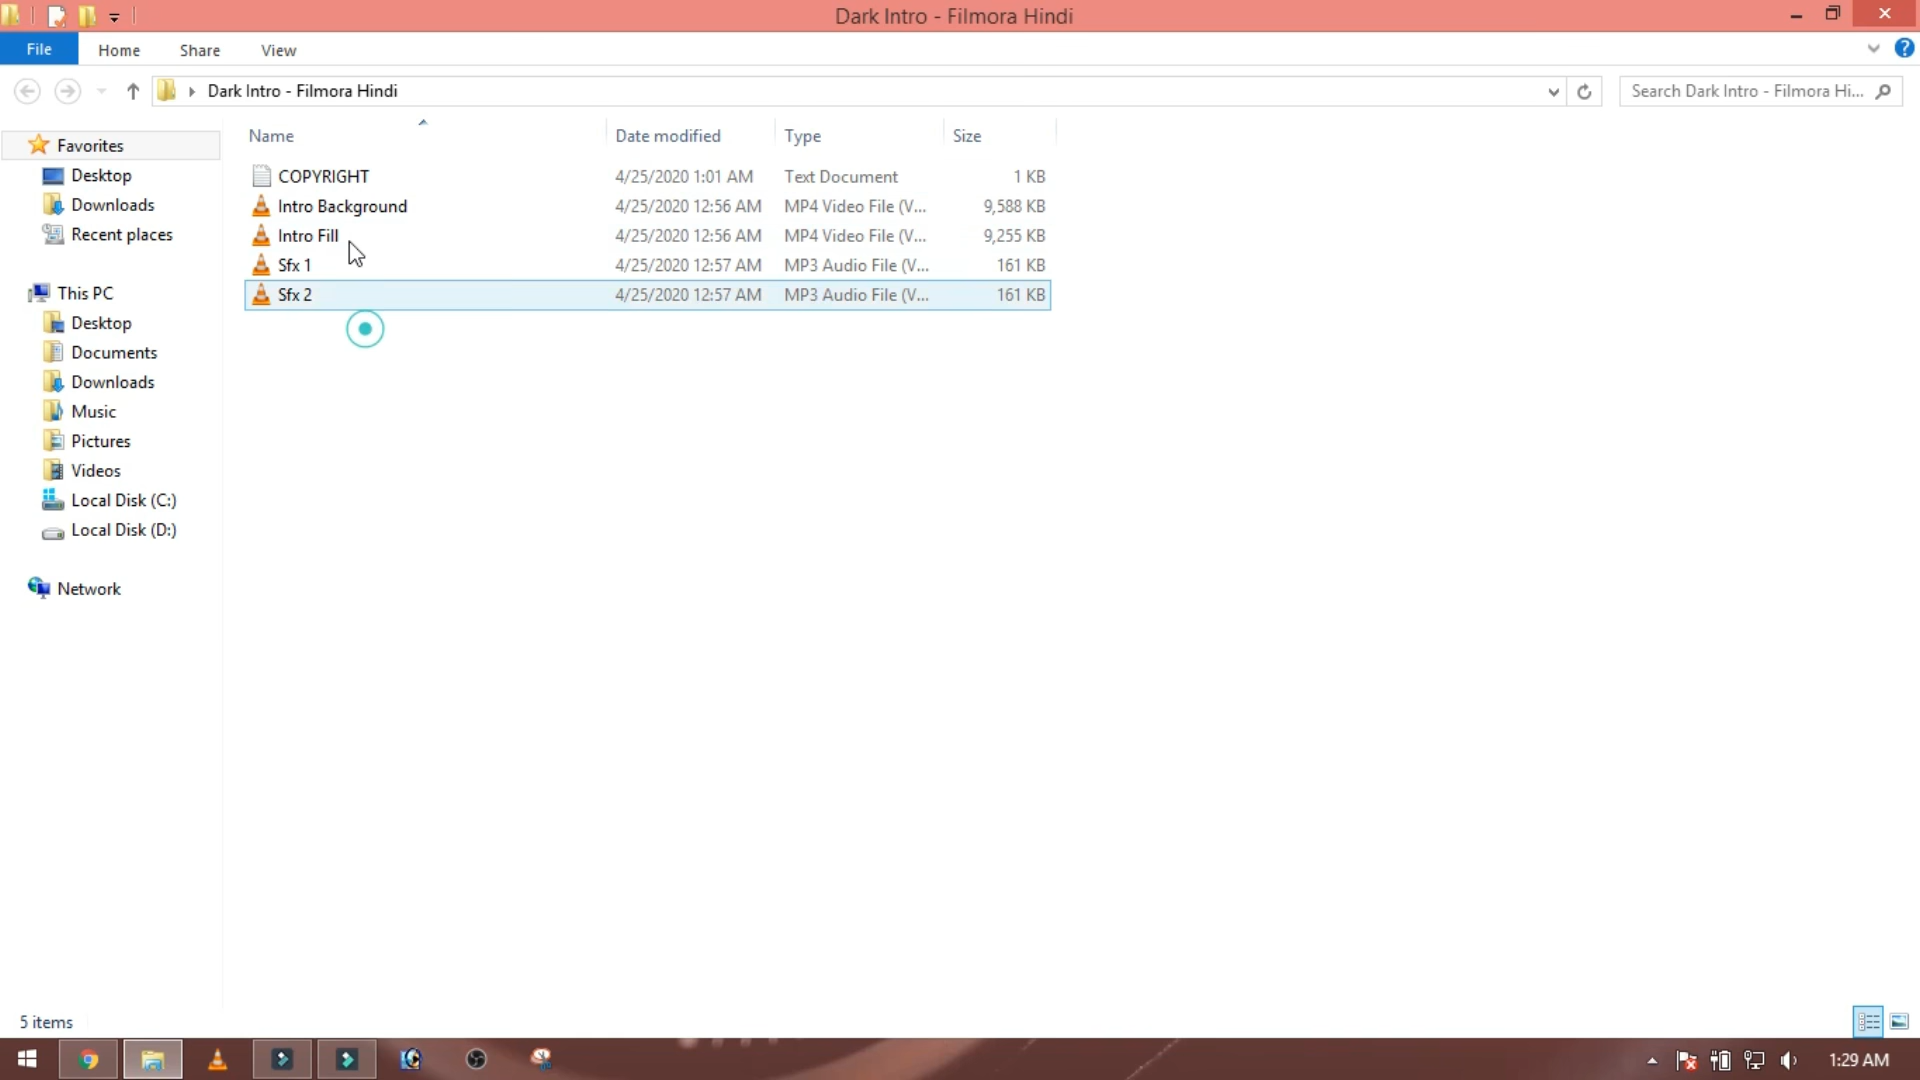 Dark Intro - Filmora Hindi
File Home Share View
Dark Intro - Filmora Hindi
Search Dark Intro - Filmora Hi...
Name Date modified Type Size
COPYRIGHT 4/25/2020 1:01 AM Text Document 1 KB
Intro Background 4/25/2020 12:56 AM MP4 Video File (V... 9,588 KB
Intro Fill 4/25/2020 12:56 AM MP4 Video File (V... 9,255 KB
Sfx 1 4/25/2020 12:57 AM MP3 Audio File (V... 161 KB
Sfx 2 4/25/2020 12:57 AM MP3 Audio File (V... 161 KB
Favorites
Desktop
Downloads
Recent places
This PC
Desktop
Documents
Downloads
Music
Pictures
Videos
Local Disk (C:)
Local Disk (D:)
Network
5 items
1:29 AM